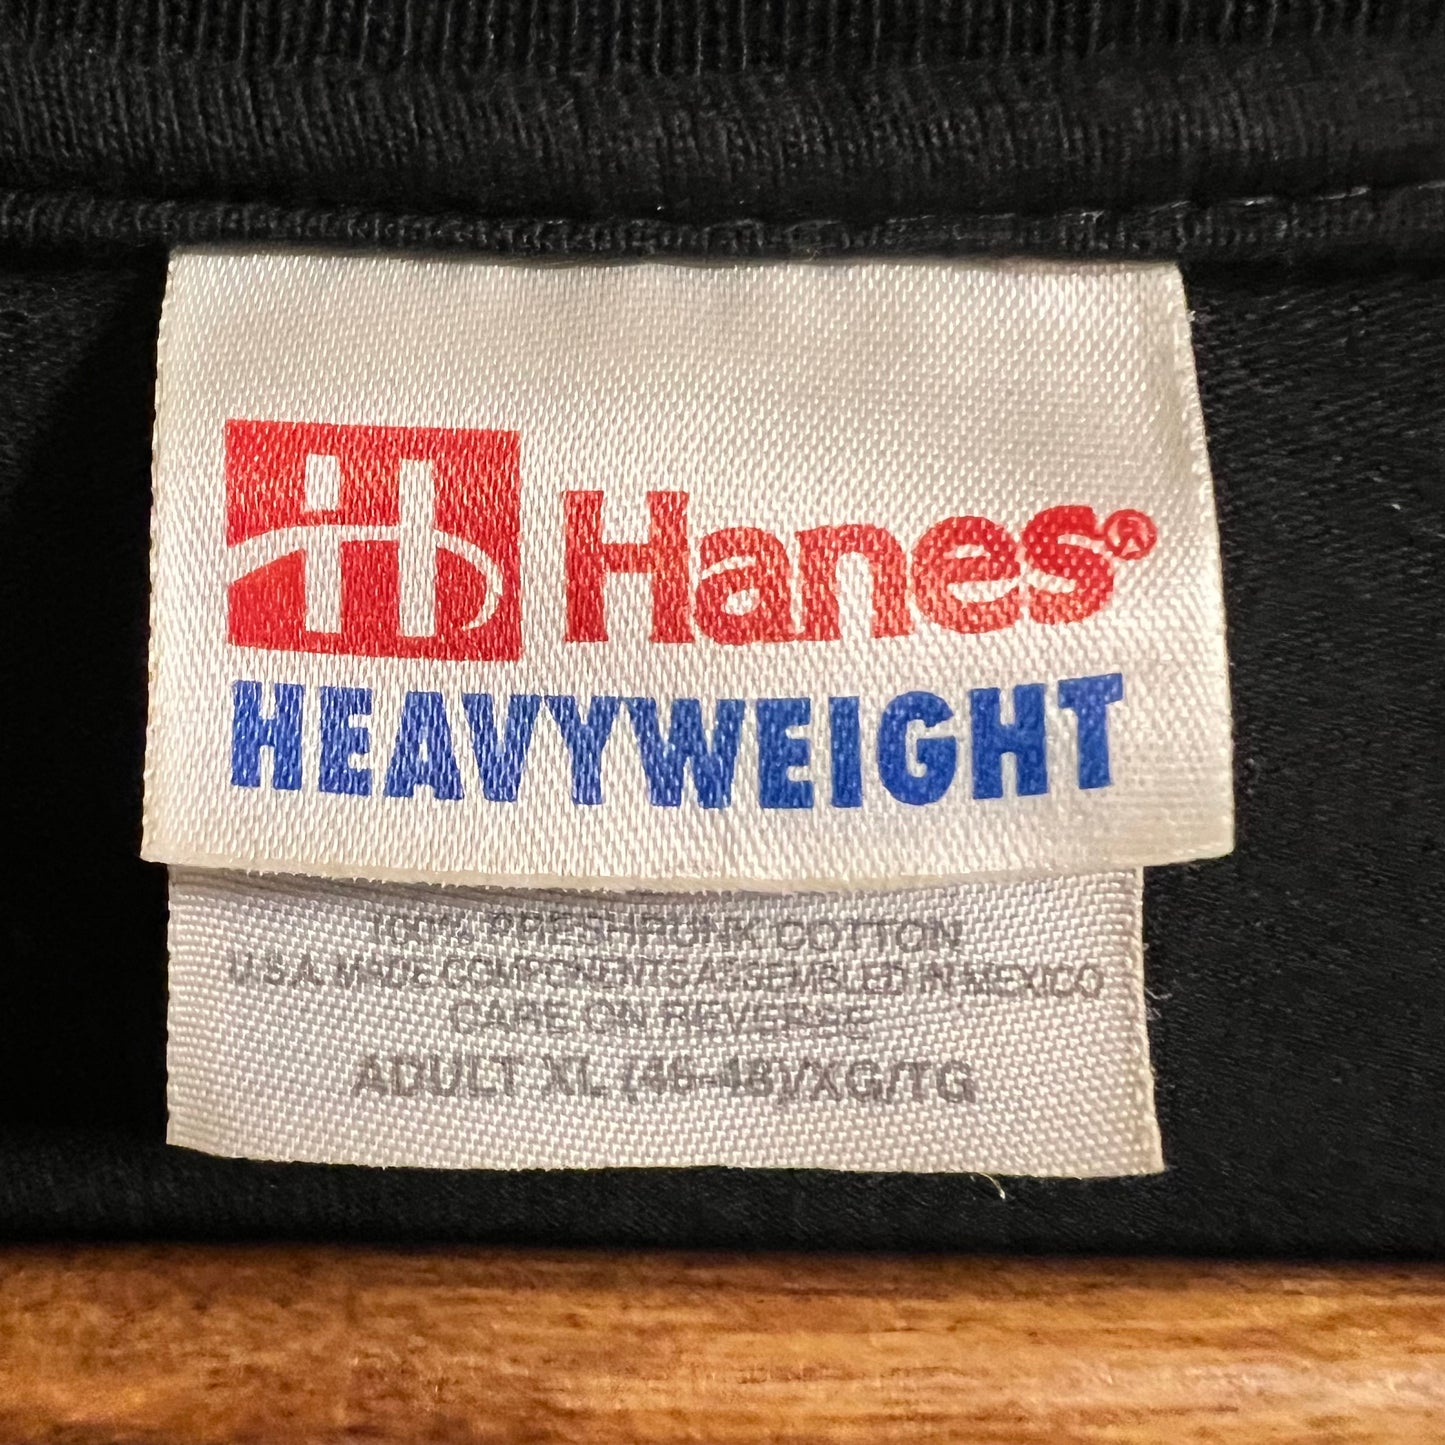 H Hanes®
HEAVYWEIGHT
100% PRESHRUNK COTTON
U.S.A. MADE COMPONENTS ASSEMBLED IN MEXICO
CARE ON REVERSE
ADULT XL (46-48)/XG/TG